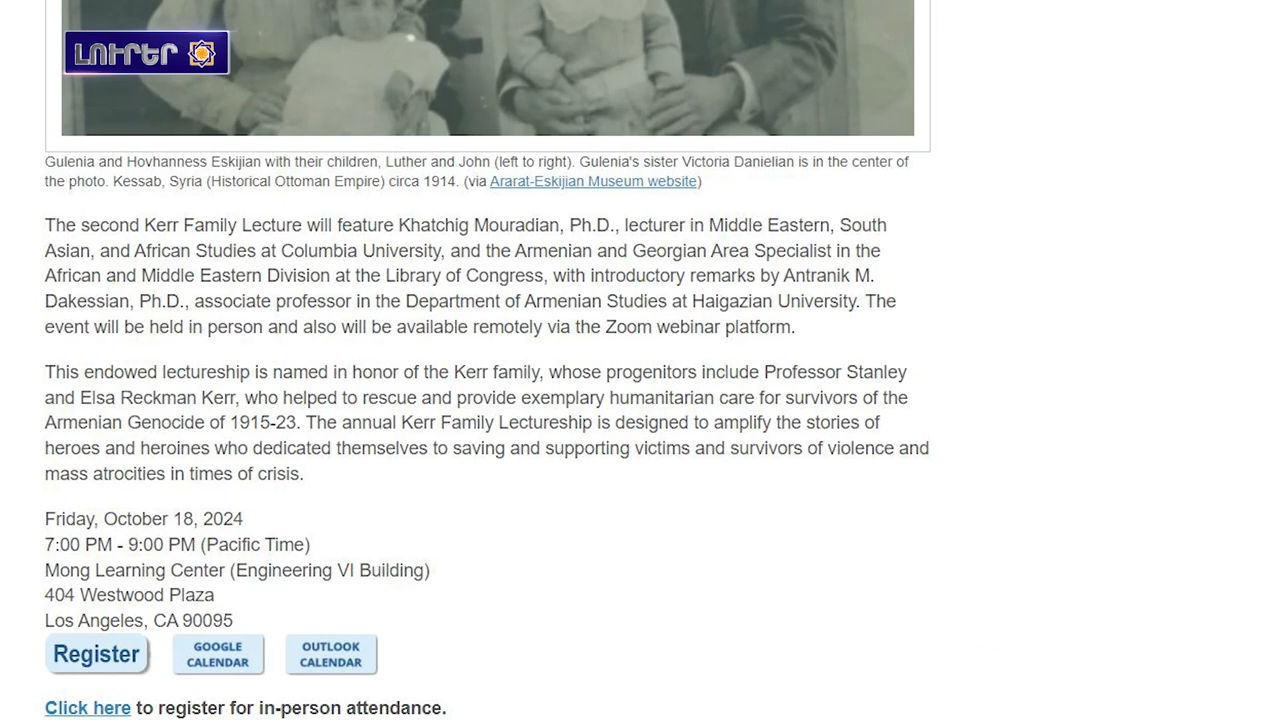 ԼՈՒՐԵՐ
Gulenia and Hovhanness Eskijian with their children, Luther and John (left to right). Gulenia's sister Victoria Danielian is in the center of
the photo. Kessab, Syria (Historical Ottoman Empire) circa 1914. (via Ararat-Eskijian Museum website)
The second Kerr Family Lecture will feature Khatchig Mouradian, Ph.D., lecturer in Middle Eastern, South
Asian, and African Studies at Columbia University, and the Armenian and Georgian Area Specialist in the
African and Middle Eastern Division at the Library of Congress, with introductory remarks by Antranik M.
Dakessian, Ph.D., associate professor in the Department of Armenian Studies at Haigazian University. The
event will be held in person and also will be available remotely via the Zoom webinar platform.
This endowed lectureship is named in honor of the Kerr family, whose progenitors include Professor Stanley
and Elsa Reckman Kerr, who helped to rescue and provide exemplary humanitarian care for survivors of the
Armenian Genocide of 1915-23. The annual Kerr Family Lectureship is designed to amplify the stories of
heroes and heroines who dedicated themselves to saving and supporting victims and survivors of violence and
mass atrocities in times of crisis.
Friday, October 18, 2024
7:00 PM - 9:00 PM (Pacific Time)
Mong Learning Center (Engineering VI Building)
404 Westwood Plaza
Los Angeles, CA 90095
Register
GOOGLE
CALENDAR
OUTLOOK
CALENDAR
Click here to register for in-person attendance.